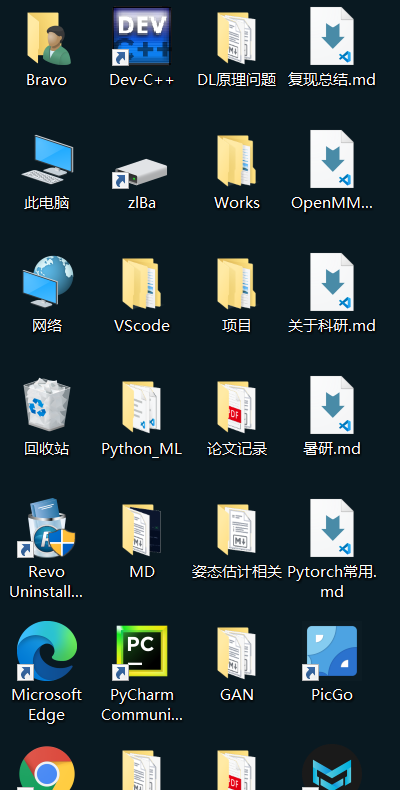 Bravo
Dev-C++
DL原理问题
复现总结.md
此电脑
zlBa
Works
OpenMM...
网络
VScode
项目
关于科研.md
回收站
Python_ML
论文记录
暑研.md
Revo
Uninstall...
MD
姿态估计相关
Pytorch常用.
md
Microsoft
Edge
PyCharm
Communi...
GAN
PicGo
DEV
C++
PDF
PC